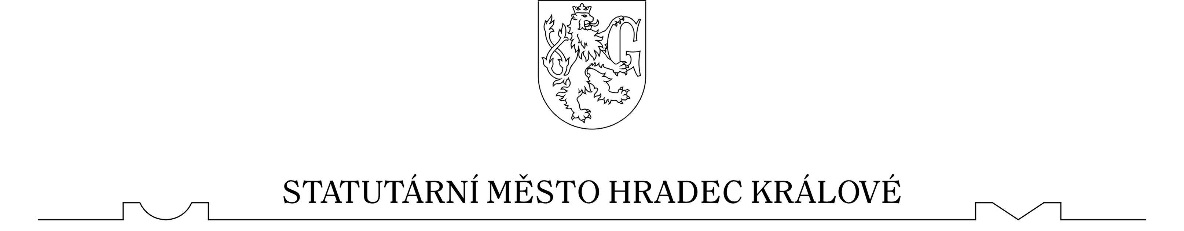 G
STATUTÁRNÍ MĚSTO HRADEC KRÁLOVÉ